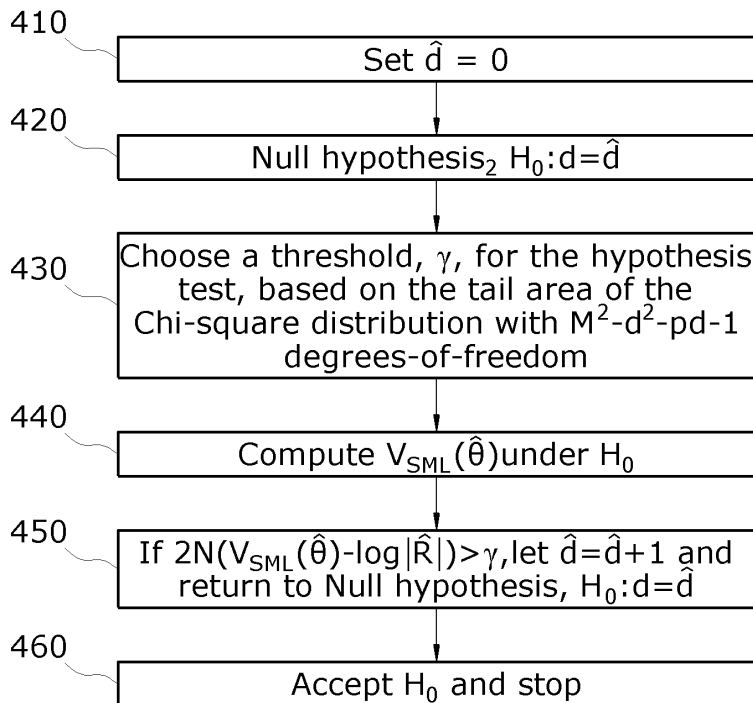 410
Set d̂ = 0
420
Null hypothesis₂ H₀:d=d̂
430
Choose a threshold, γ, for the hypothesis
test, based on the tail area of the
Chi-square distribution with M²-d²-pd-1
degrees-of-freedom
440
Compute V_SML(θ̂)under H₀
450
If 2N(V_SML(θ̂)-log|R̂|)>γ,let d̂=d̂+1 and
return to Null hypothesis, H₀:d=d̂
460
Accept H₀ and stop